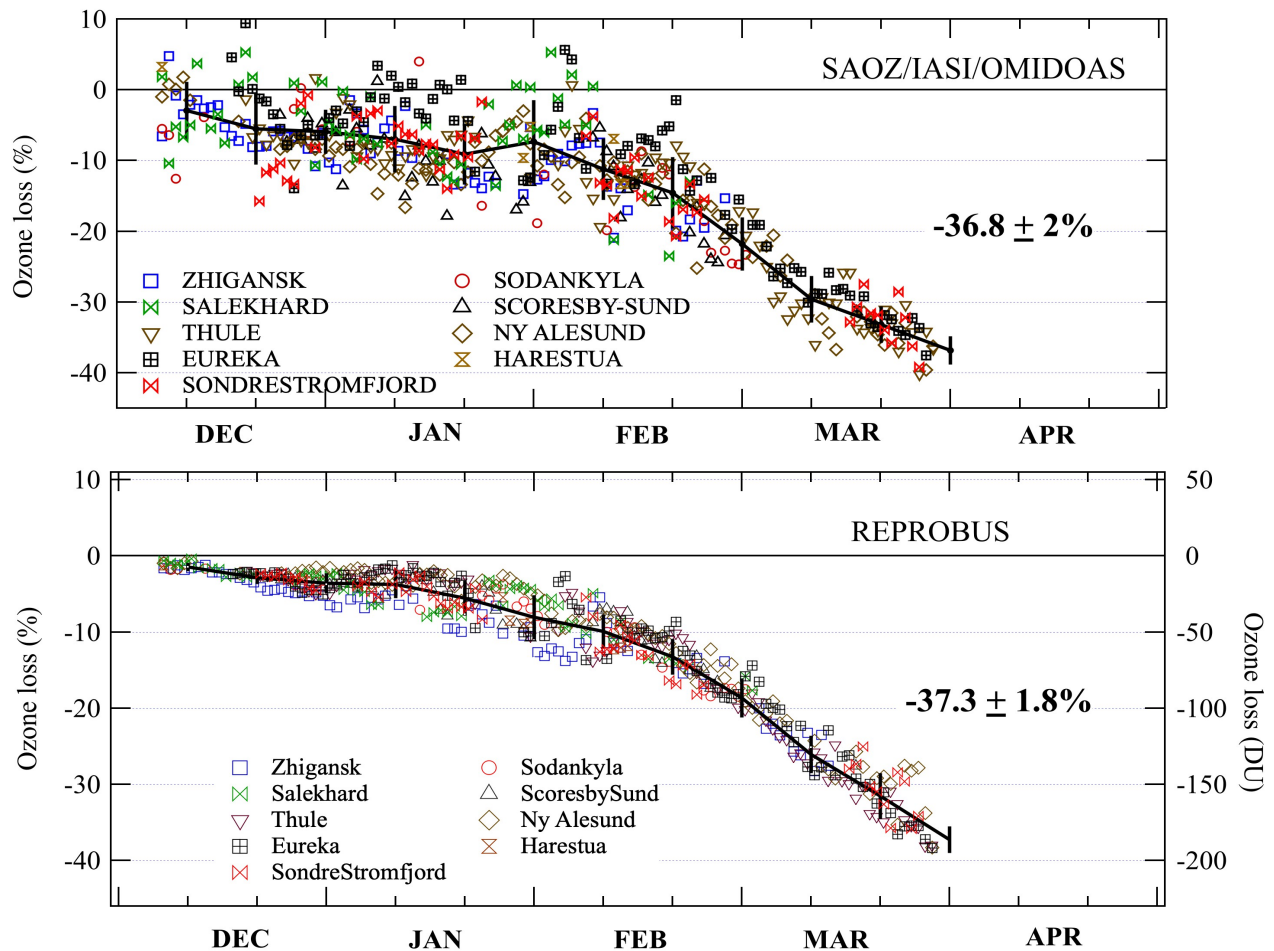 10
SAOZ/IASI/OMIDOAS
0
Ozone loss (%)
-10
-36.8 ± 2%
-20
ZHIGANSK
SODANKYLA
SALEKHARD
SCORESBY-SUND
-30
THULE
NY ALESUND
EUREKA
HARESTUA
-40
SONDRESTROMFJORD
DEC
JAN
FEB
MAR
APR
10
50
REPROBUS
0
0
Ozone loss (%)
-10
-50
Ozone loss (DU)
-37.3 ± 1.8%
-20
-100
Zhigansk
Sodankyla
-30
-150
Salekhard
ScoresbySund
Thule
Ny Alesund
Eureka
Harestua
-40
-200
SondreStromfjord
DEC
JAN
FEB
MAR
APR